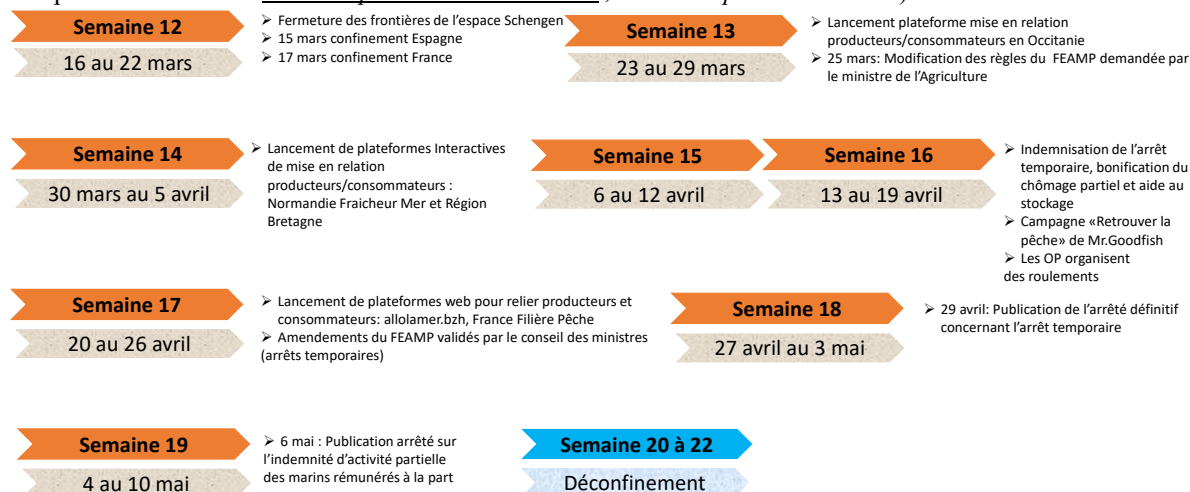 Semaine 12
16 au 22 mars
➢ Fermeture des frontières de l'espace Schengen
➢ 15 mars confinement Espagne
➢ 17 mars confinement France
Semaine 13
23 au 29 mars
➢ Lancement plateforme mise en relation
producteurs/consommateurs en Occitanie
➢ 25 mars: Modification des règles du FEAMP demandée par
le ministre de l'Agriculture
Semaine 14
30 mars au 5 avril
➢ Lancement de plateformes Interactives
de mise en relation
producteurs/consommateurs :
Normandie Fraicheur Mer et Région
Bretagne
Semaine 15
6 au 12 avril
Semaine 16
13 au 19 avril
➢ Indemnisation de l'arrêt
temporaire, bonification du
chômage partiel et aide au
stockage
➢ Campagne «Retrouver la
pêche» de Mr.Goodfish
➢ Les OP organisent
des roulements
Semaine 17
20 au 26 avril
➢ Lancement de plateformes web pour relier producteurs et
consommateurs: allolamer.bzh, France Filière Pêche
➢ Amendements du FEAMP validés par le conseil des ministres
(arrêts temporaires)
Semaine 18
27 avril au 3 mai
➢ 29 avril: Publication de l'arrêté définitif
concernant l'arrêt temporaire
Semaine 19
4 au 10 mai
➢ 6 mai : Publication arrêté sur
l'indemnité d'activité partielle
des marins rémunérés à la part
Semaine 20 à 22
Déconfinement